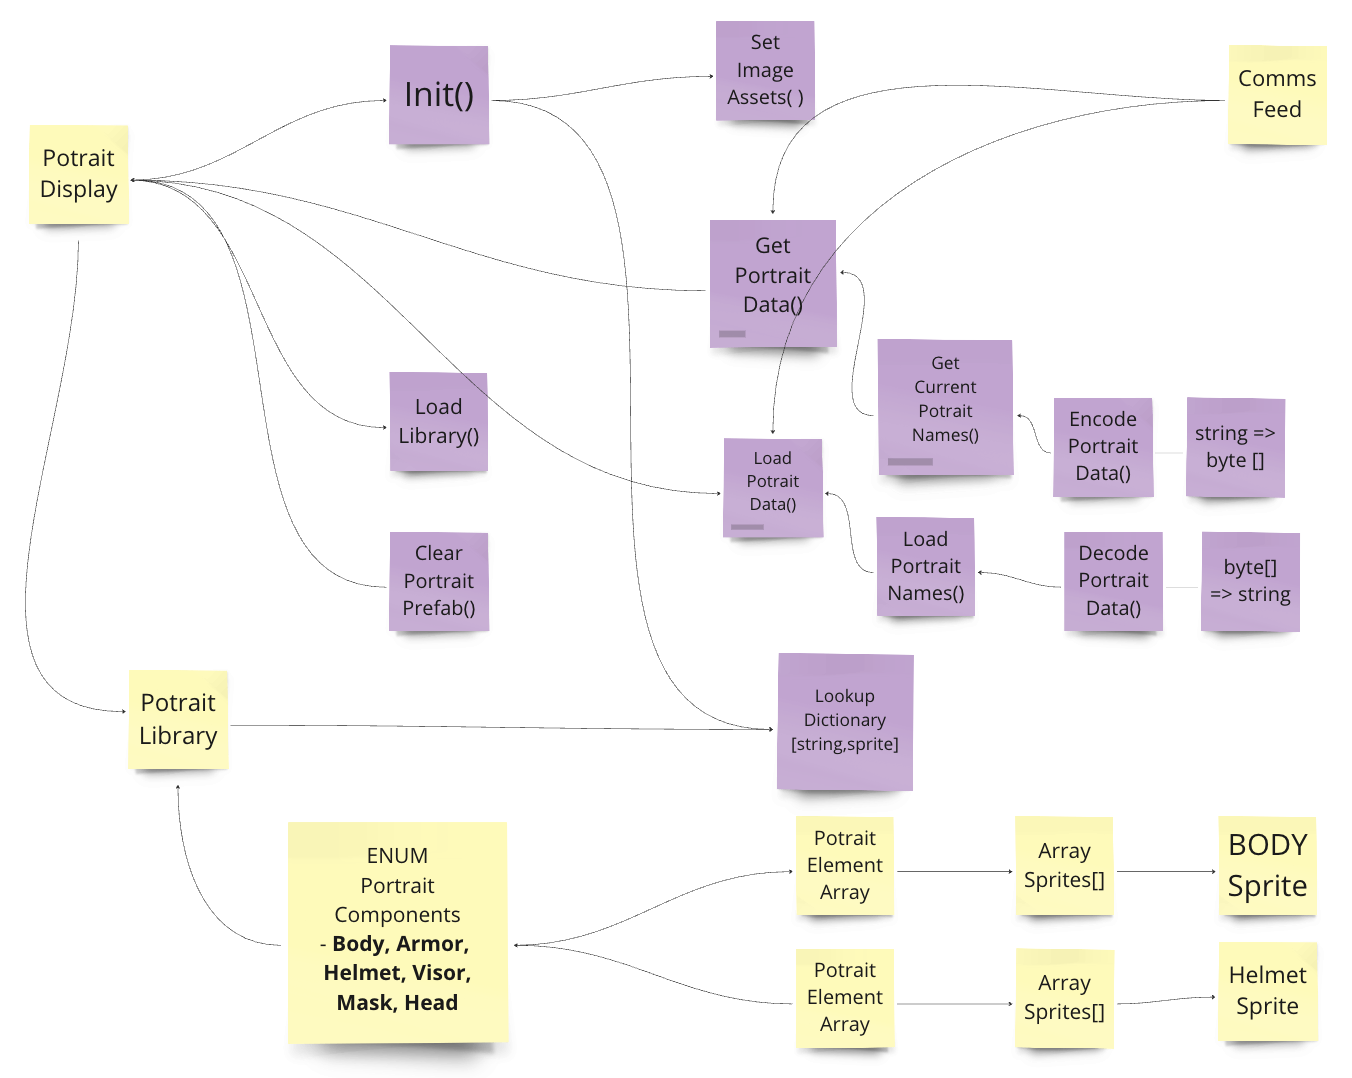 Potrait
Display
Init()
Set
Image
Assets( )
Comms
Feed
Get
Portrait
Data()
Load
Library()
Get
Current
Potrait
Names()
Encode
Portrait
Data()
string =>
byte []
Load
Potrait
Data()
Clear
Portrait
Prefab()
Load
Portrait
Names()
Decode
Portrait
Data()
byte[]
=> string
Potrait
Library
Lookup
Dictionary
[string,sprite]
ENUM
Portrait
Components
- Body, Armor,
Helmet, Visor,
Mask, Head
Potrait
Element
Array
Array
Sprites[]
BODY
Sprite
Potrait
Element
Array
Array
Sprites[]
Helmet
Sprite